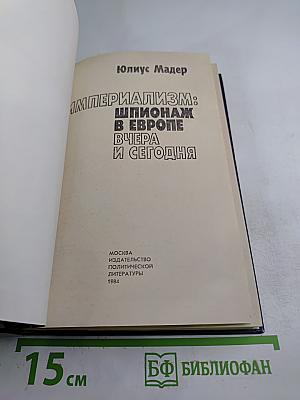 Юлиус Мадер
ИМПЕРИАЛИЗМ:
ШПИОНАЖ
В ЕВРОПЕ
ВЧЕРА
И СЕГОДНЯ
МОСКВА
ИЗДАТЕЛЬСТВО
ПОЛИТИЧЕСКОЙ
ЛИТЕРАТУРЫ
1984
15 см
БФ БИБЛИОФАН